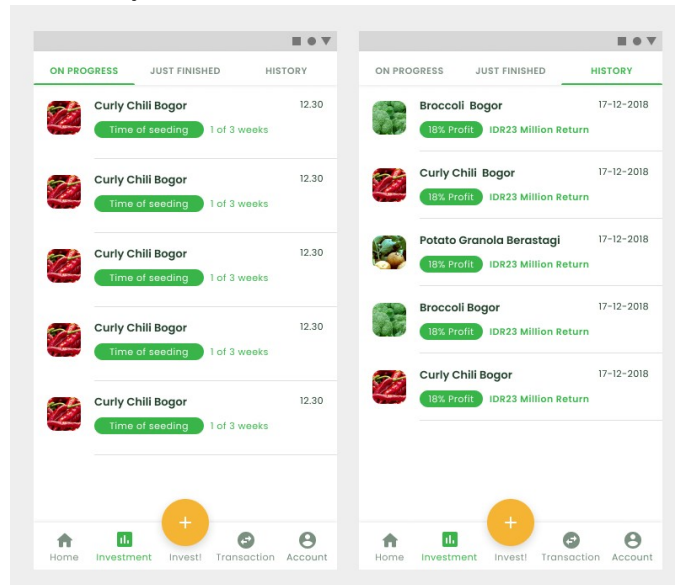 ON PROGRESS JUST FINISHED HISTORY
Curly Chili Bogor 12.30
Time of seeding 1 of 3 weeks
Curly Chili Bogor 12.30
Time of seeding 1 of 3 weeks
Curly Chili Bogor 12.30
Time of seeding 1 of 3 weeks
Curly Chili Bogor 12.30
Time of seeding 1 of 3 weeks
Curly Chili Bogor 12.30
Time of seeding 1 of 3 weeks
Home Investment Invest! Transaction Account
ON PROGRESS JUST FINISHED HISTORY
Broccoli Bogor 17-12-2018
18% Profit IDR23 Million Return
Curly Chili Bogor 17-12-2018
18% Profit IDR23 Million Return
Potato Granola Berastagi 17-12-2018
18% Profit IDR23 Million Return
Broccoli Bogor 17-12-2018
18% Profit IDR23 Million Return
Curly Chili Bogor 17-12-2018
18% Profit IDR23 Million Return
Home Investment Invest! Transaction Account